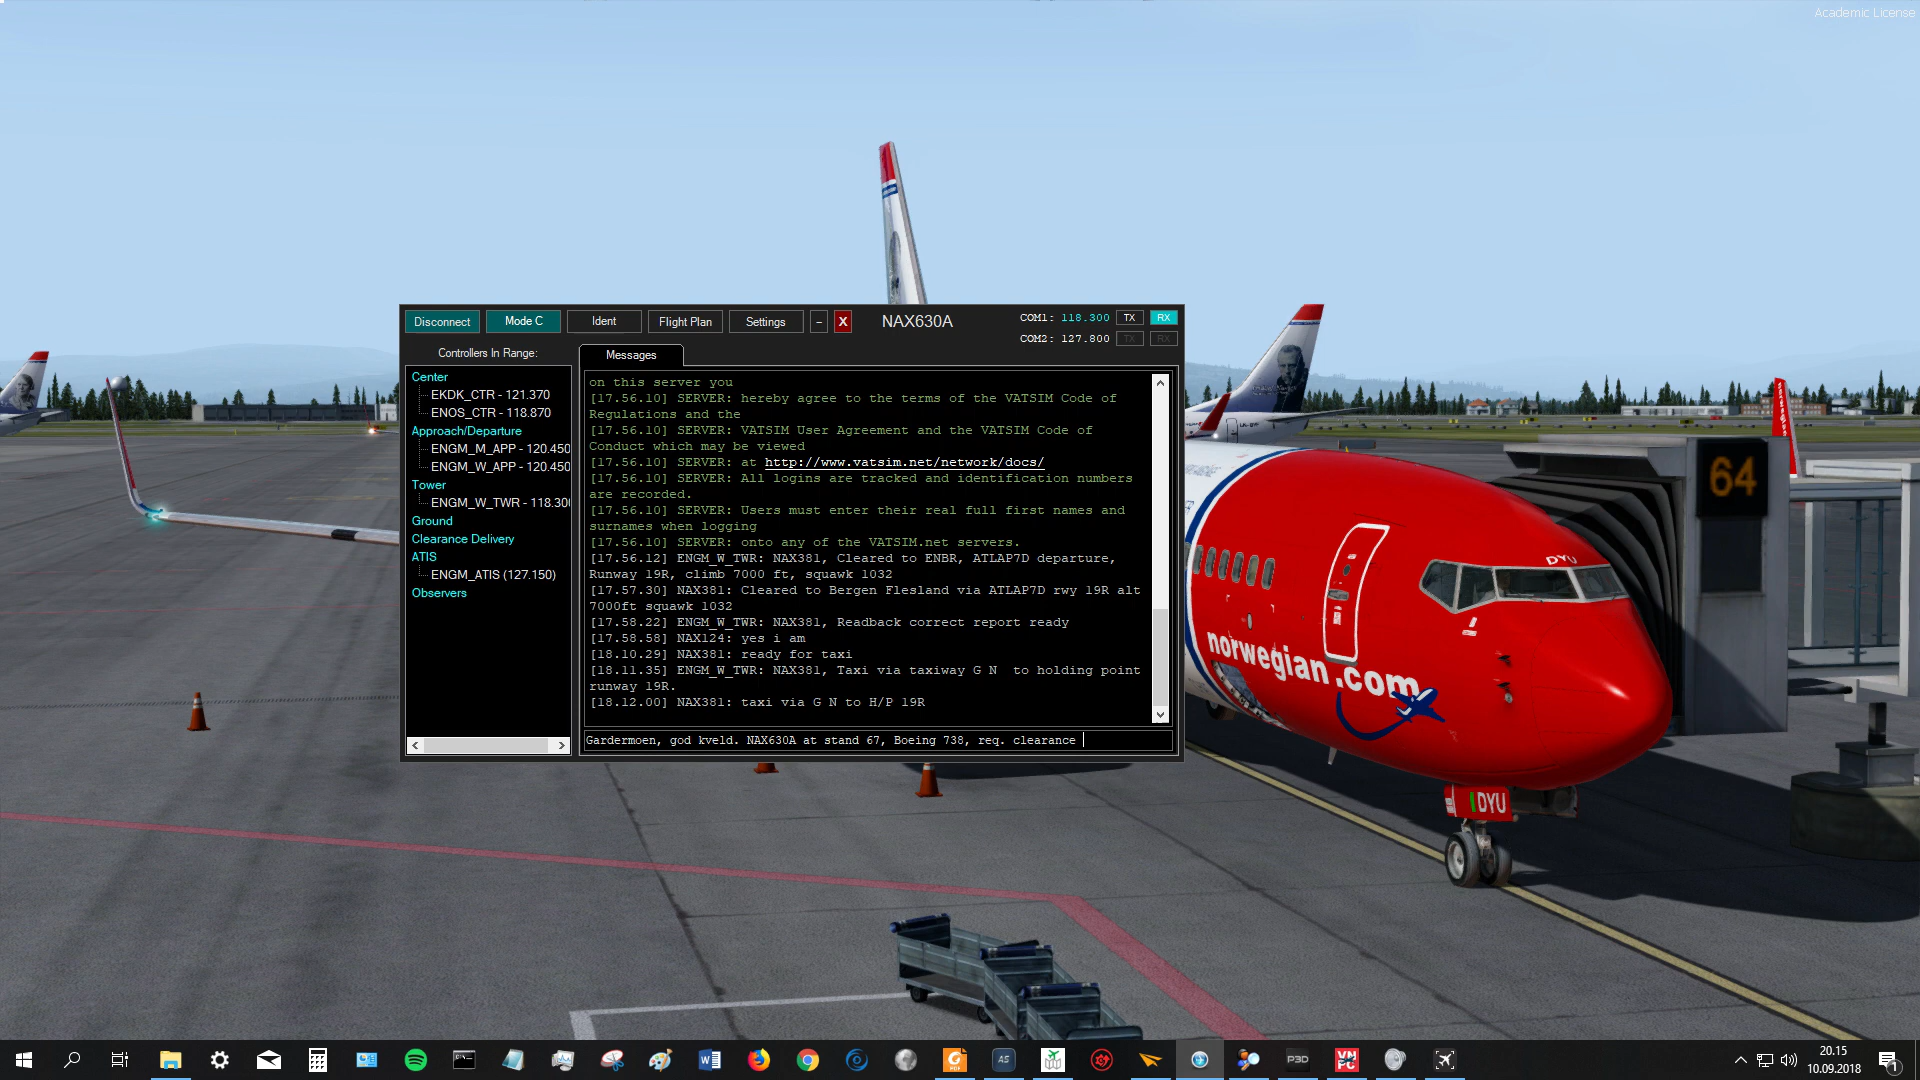 Academic License
Disconnect
Mode C
Ident
Flight Plan
Settings
–
X
NAX630A
COM1: 118.300 TX RX
COM2: 127.800 TX RX
Controllers In Range:
Messages
Center
EKDK_CTR - 121.370
ENOS_CTR - 118.870
Approach/Departure
ENGM_M_APP - 120.450
ENGM_W_APP - 120.450
Tower
ENGM_W_TWR - 118.30
Ground
Clearance Delivery
ATIS
ENGM_ATIS (127.150)
Observers
on this server you
[17.56.10] SERVER: hereby agree to the terms of the VATSIM Code of
Regulations and the
[17.56.10] SERVER: VATSIM User Agreement and the VATSIM Code of
Conduct which may be viewed
[17.56.10] SERVER: at http://www.vatsim.net/network/docs/
[17.56.10] SERVER: All logins are tracked and identification numbers
are recorded.
[17.56.10] SERVER: Users must enter their real full first names and
surnames when logging
[17.56.10] SERVER: onto any of the VATSIM.net servers.
[17.56.12] ENGM_W_TWR: NAX381, Cleared to ENBR, ATLAP7D departure,
Runway 19R, climb 7000 ft, squawk 1032
[17.57.30] NAX381: Cleared to Bergen Flesland via ATLAP7D rwy 19R alt
7000ft squawk 1032
[17.58.22] ENGM_W_TWR: NAX381, Readback correct report ready
[17.58.58] NAX124: yes i am
[18.10.29] NAX381: ready for taxi
[18.11.35] ENGM_W_TWR: NAX381, Taxi via taxiway G N  to holding point
runway 19R.
[18.12.00] NAX381: taxi via G N to H/P 19R
Gardermoen, god kveld. NAX630A at stand 67, Boeing 738, req. clearance
64
DYU
norwegian.com
DYU
AS
P3D
20.15
10.09.2018
1